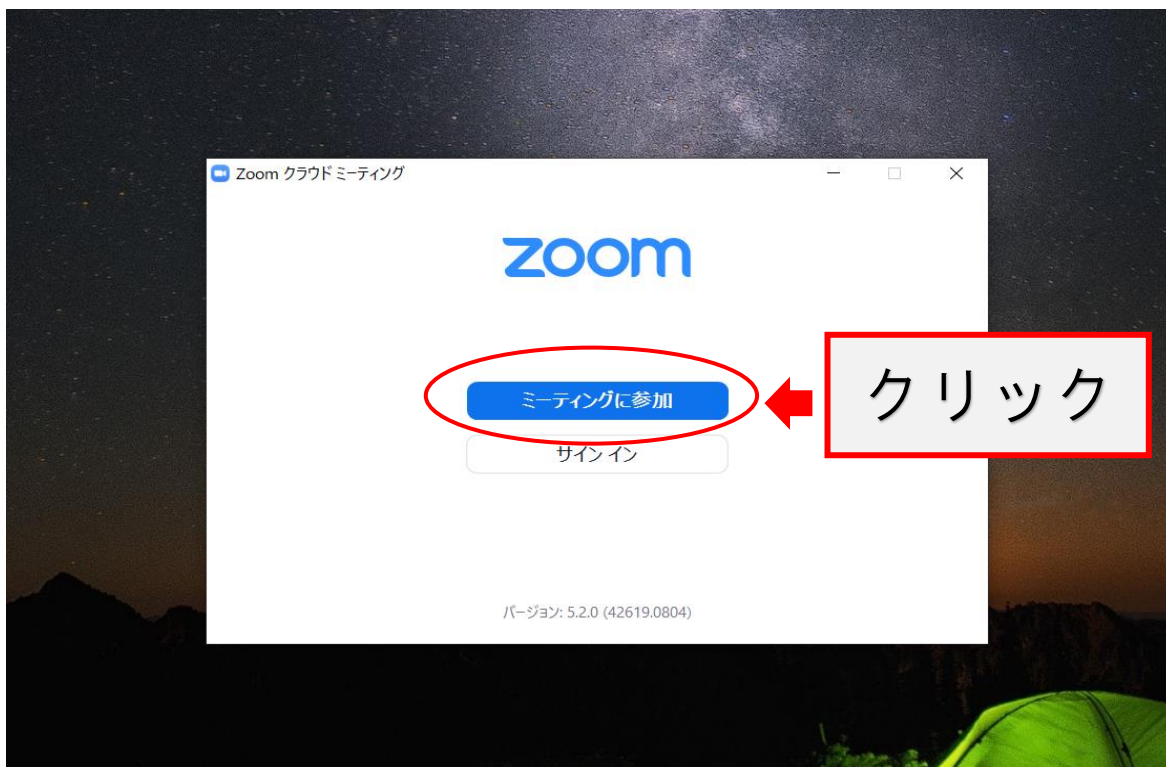 Zoom クラウド ミーティング
zoom
ミーティングに参加
クリック
サイン イン
バージョン: 5.2.0 (42619.0804)